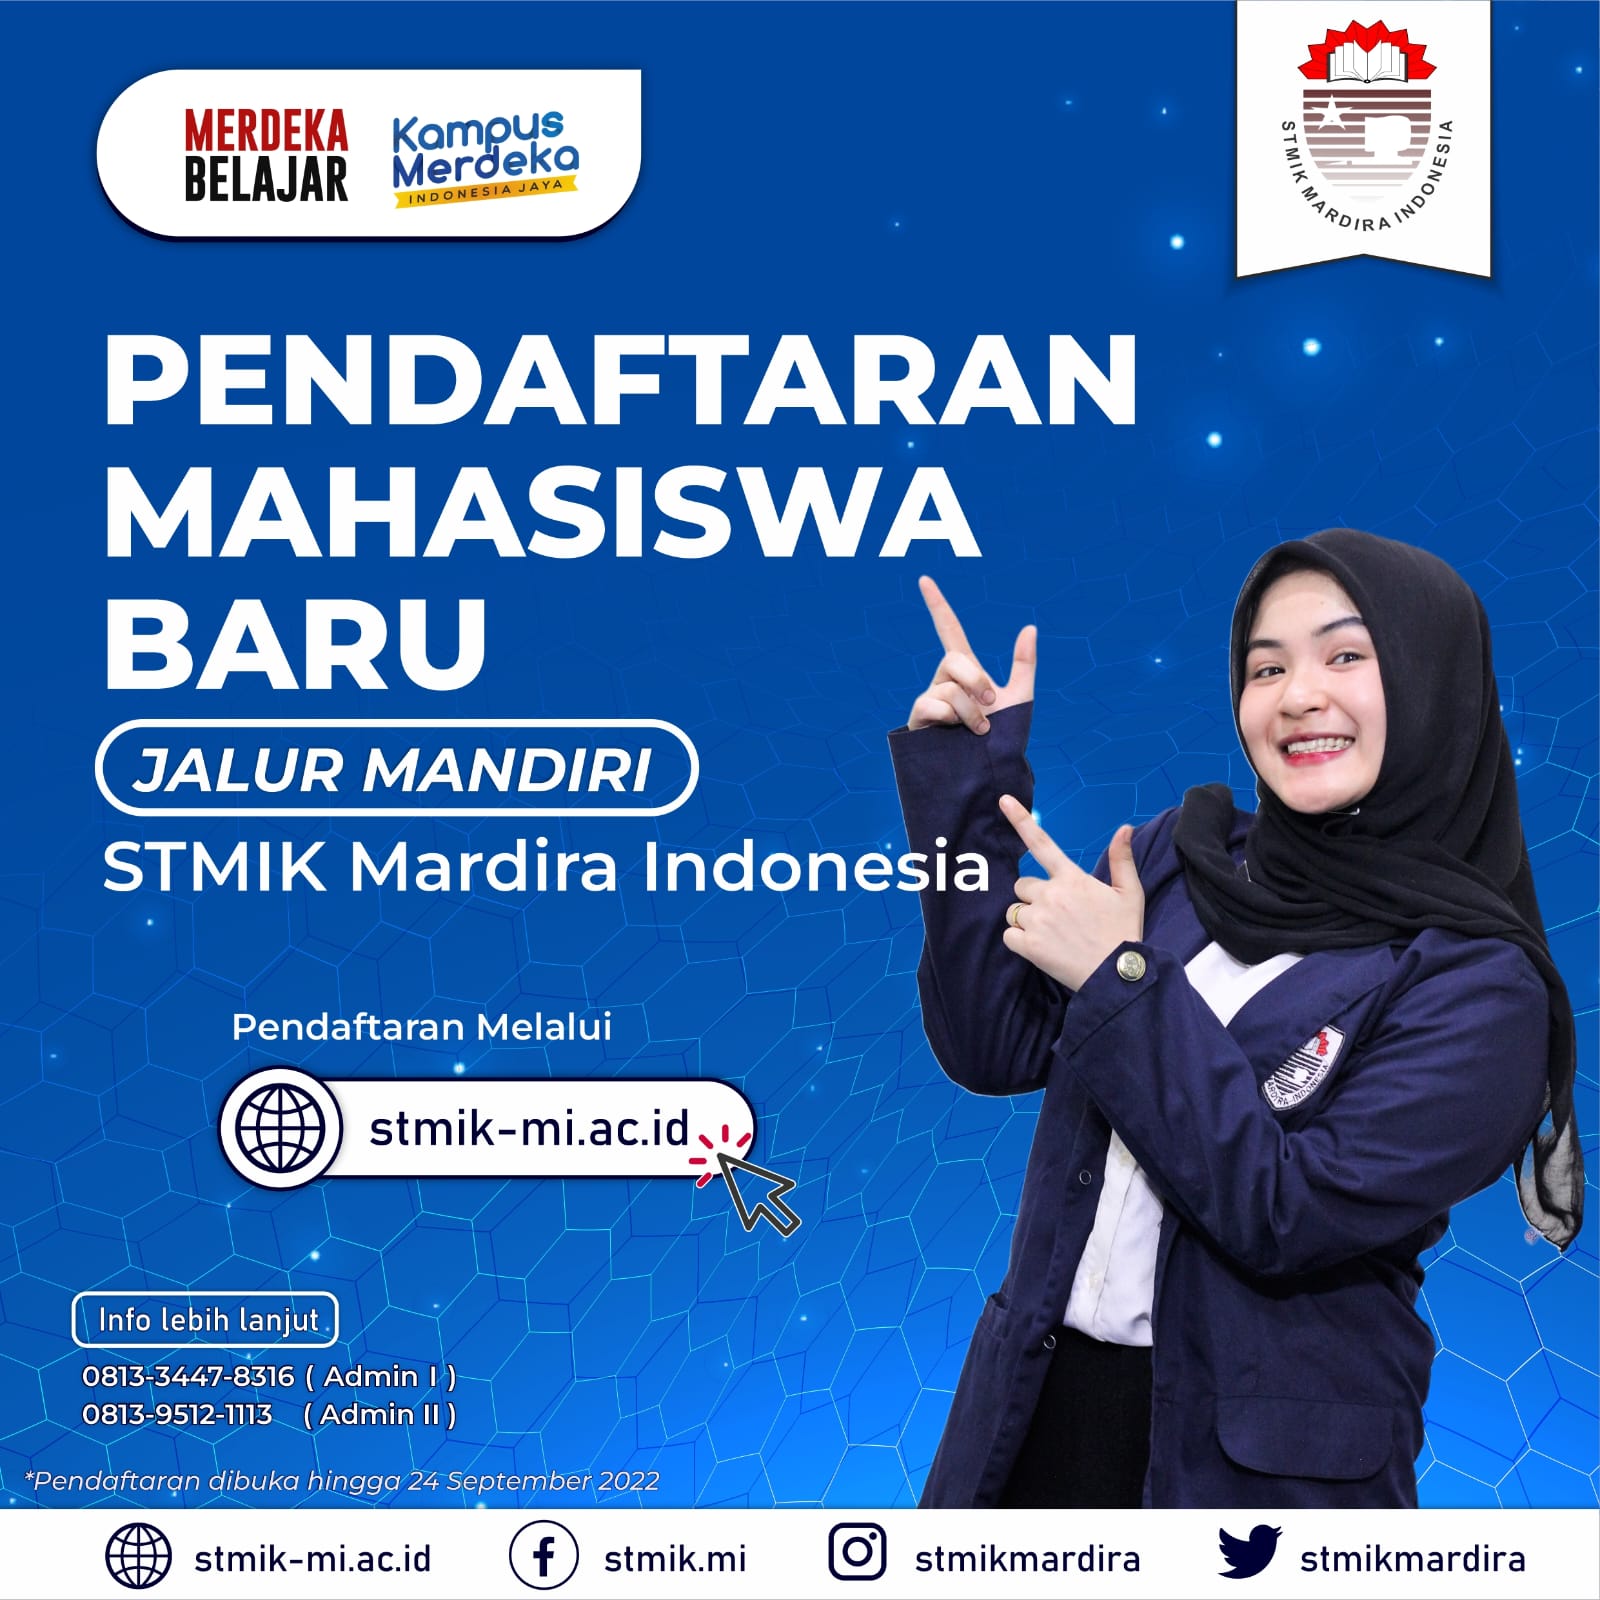 MERDEKA
BELAJAR
Kampus
Merdeka
INDONESIA JAYA
STMIK MARDIRA INDONESIA
PENDAFTARAN
MAHASISWA
BARU
JALUR MANDIRI
STMIK Mardira Indonesia
Pendaftaran Melalui
stmik-mi.ac.id
Info lebih lanjut
0813-3447-8316 ( Admin I )
0813-9512-1113 ( Admin II )
*Pendaftaran dibuka hingga 24 September 2022
stmik-mi.ac.id
stmik.mi
stmikmardira
stmikmardira